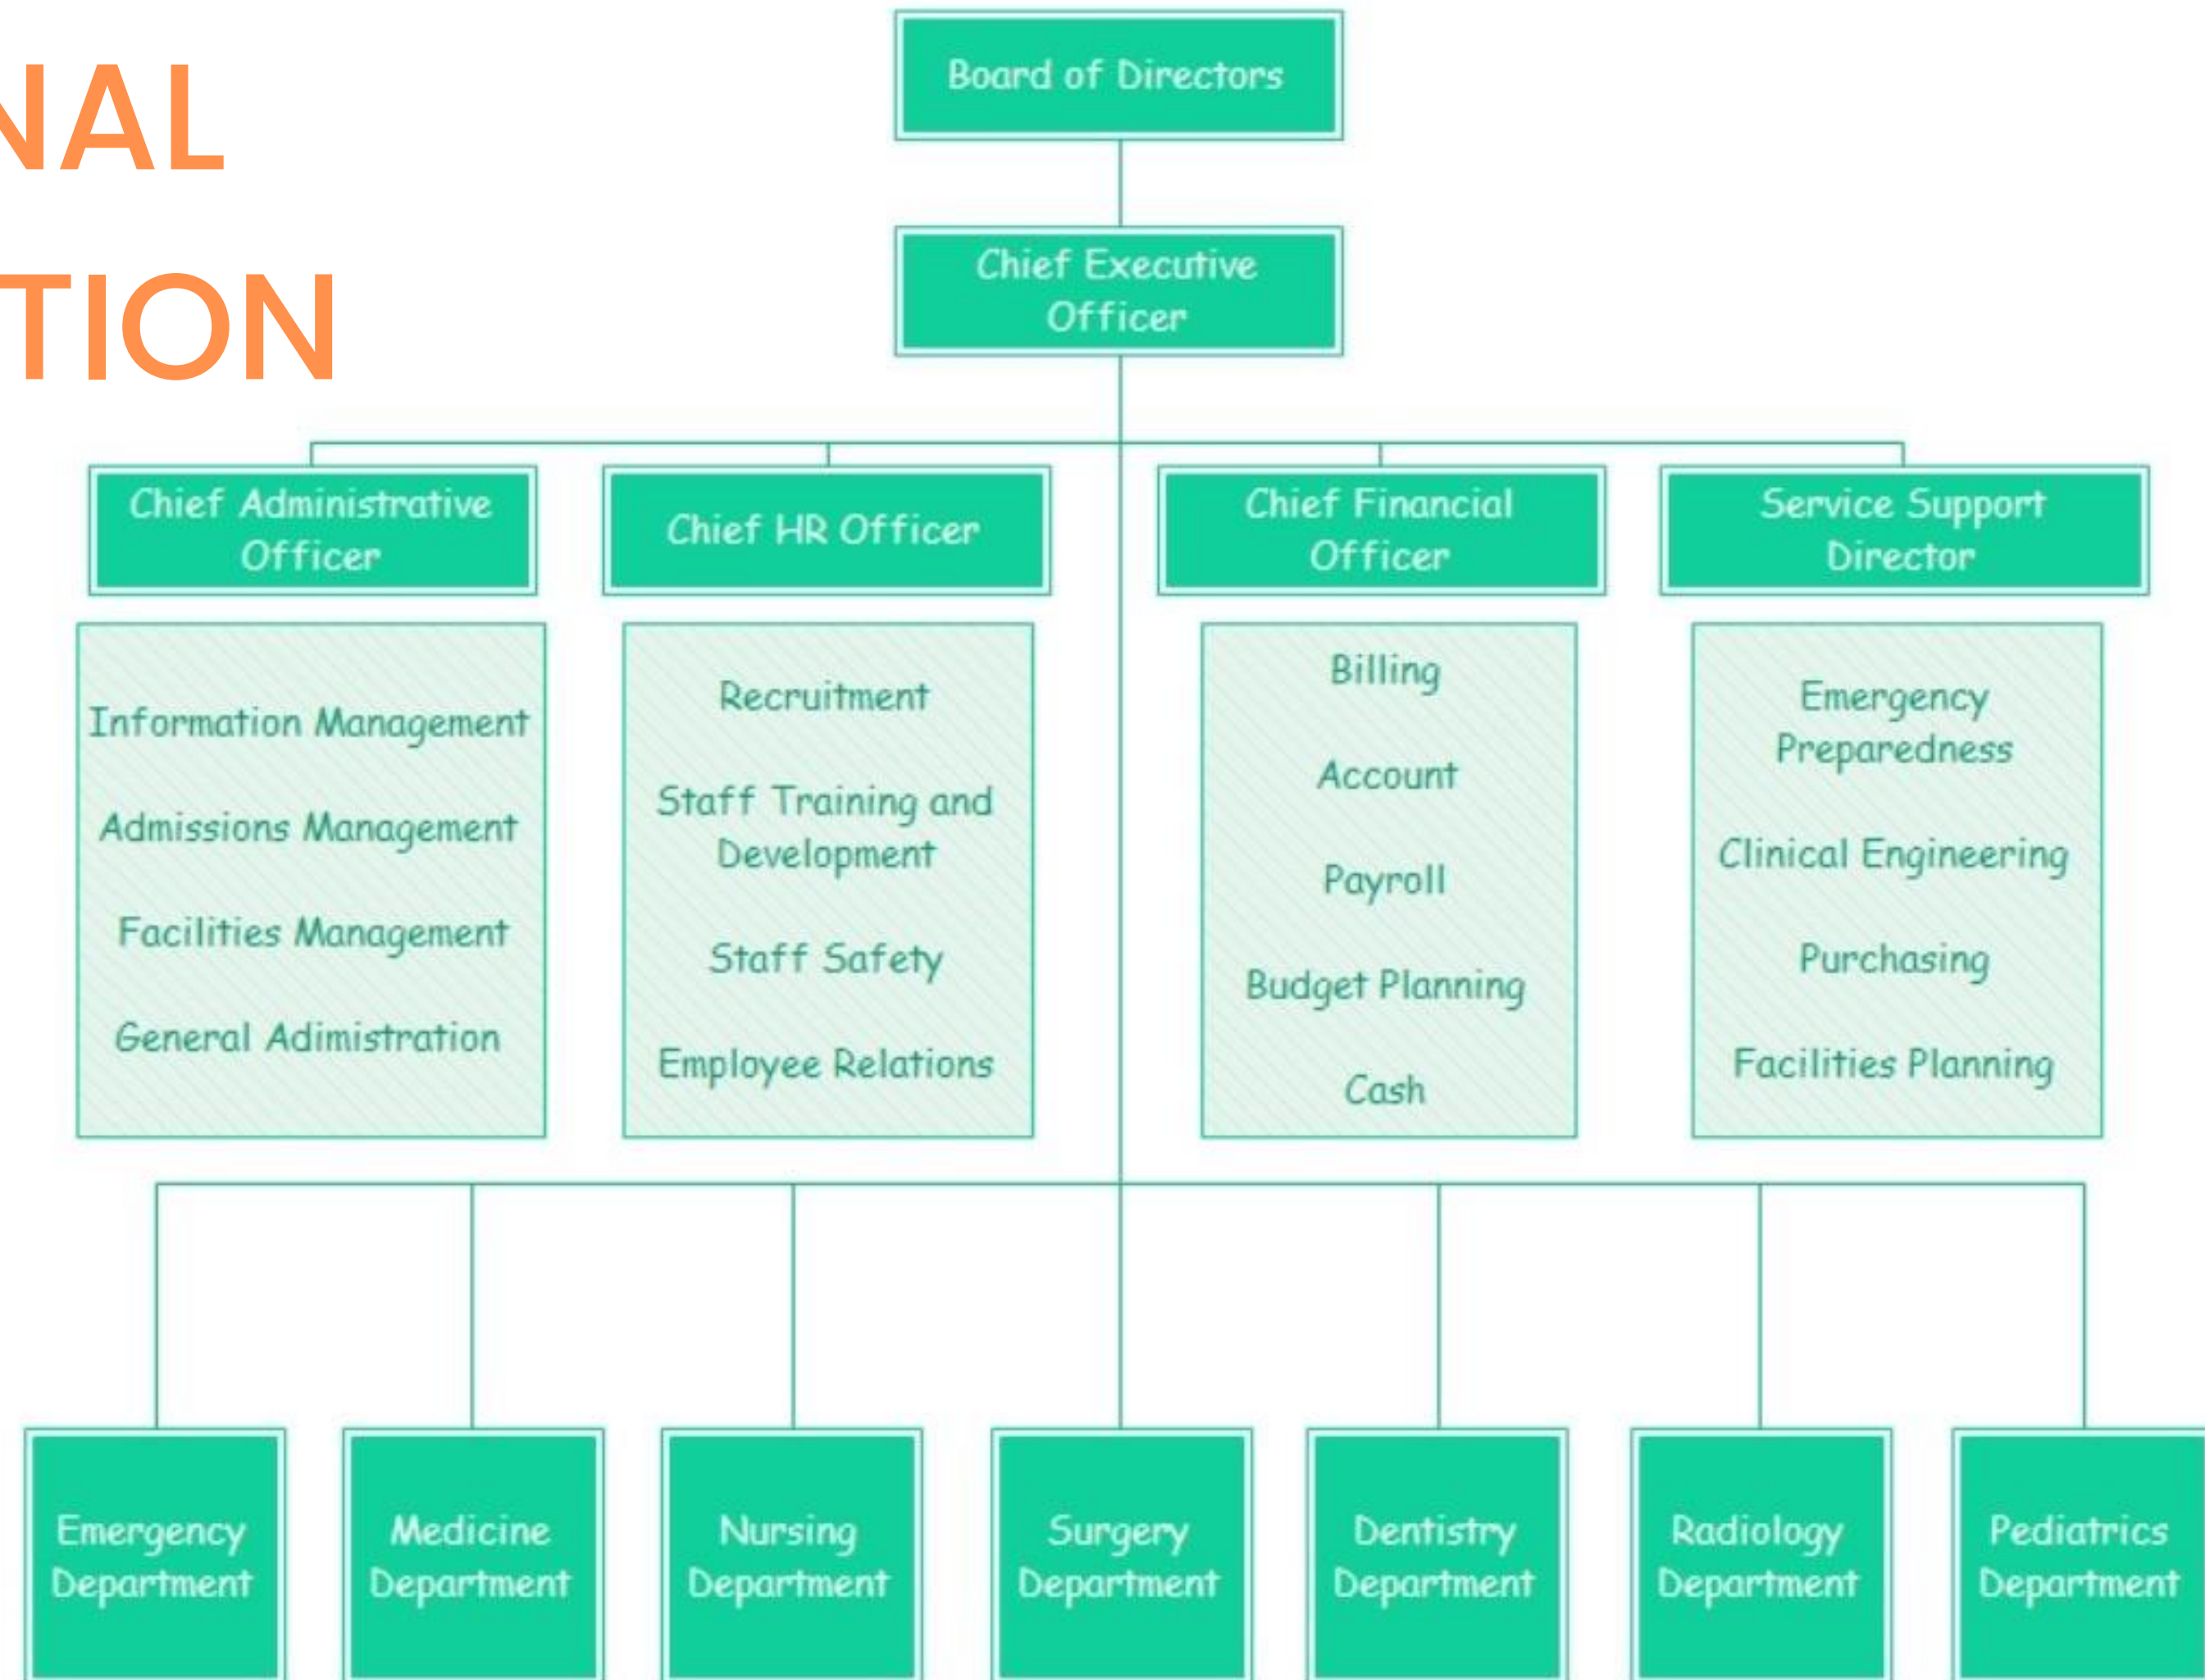 NAL
TION
Board of Directors
Chief Executive
Officer
Chief Administrative
Officer
Chief HR Officer
Chief Financial
Officer
Service Support
Director
Information Management
Admissions Management
Facilities Management
General Adimistration
Recruitment
Staff Training and
Development
Staff Safety
Employee Relations
Billing
Account
Payroll
Budget Planning
Cash
Emergency
Preparedness
Clinical Engineering
Purchasing
Facilities Planning
Emergency
Department
Medicine
Department
Nursing
Department
Surgery
Department
Dentistry
Department
Radiology
Department
Pediatrics
Department